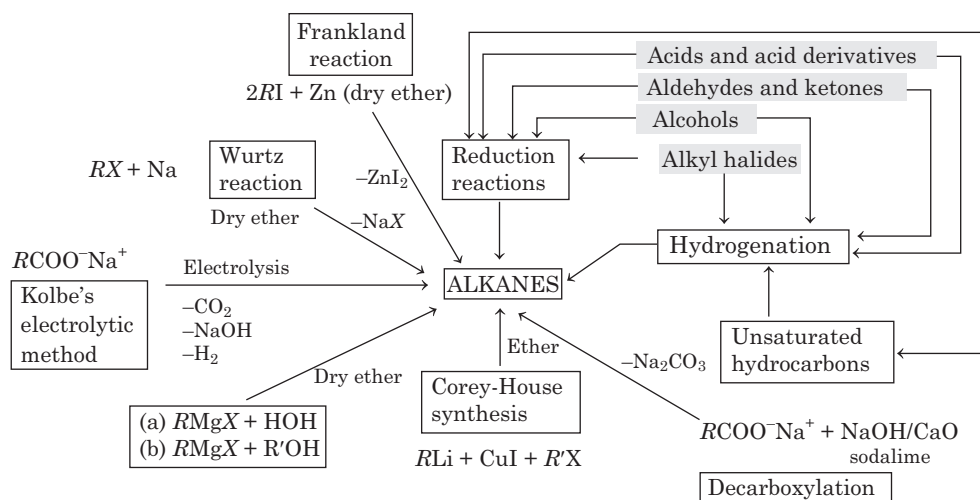 Frankland
reaction
2RI + Zn (dry ether)
–ZnI₂
Acids and acid derivatives
Aldehydes and ketones
Alcohols
Alkyl halides
Reduction
reactions
RX + Na
Wurtz
reaction
Dry ether
–NaX
Hydrogenation
RCOO⁻Na⁺
Kolbe's
electrolytic
method
Electrolysis
–CO₂
–NaOH
–H₂
ALKANES
Unsaturated
hydrocarbons
Dry ether
(a) RMgX + HOH
(b) RMgX + R′OH
Ether
Corey-House
synthesis
RLi + CuI + R′X
–Na₂CO₃
RCOO⁻Na⁺ + NaOH/CaO
sodalime
Decarboxylation